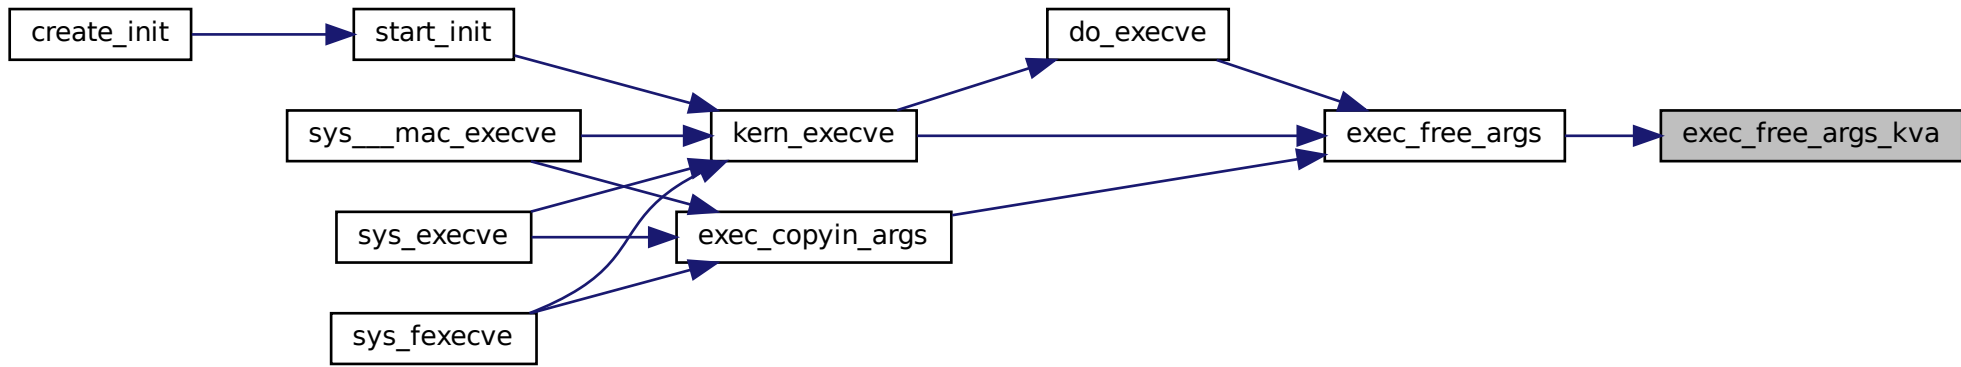 create_init
start_init
do_execve
sys___mac_execve
kern_execve
exec_free_args
exec_free_args_kva
sys_execve
exec_copyin_args
sys_fexecve